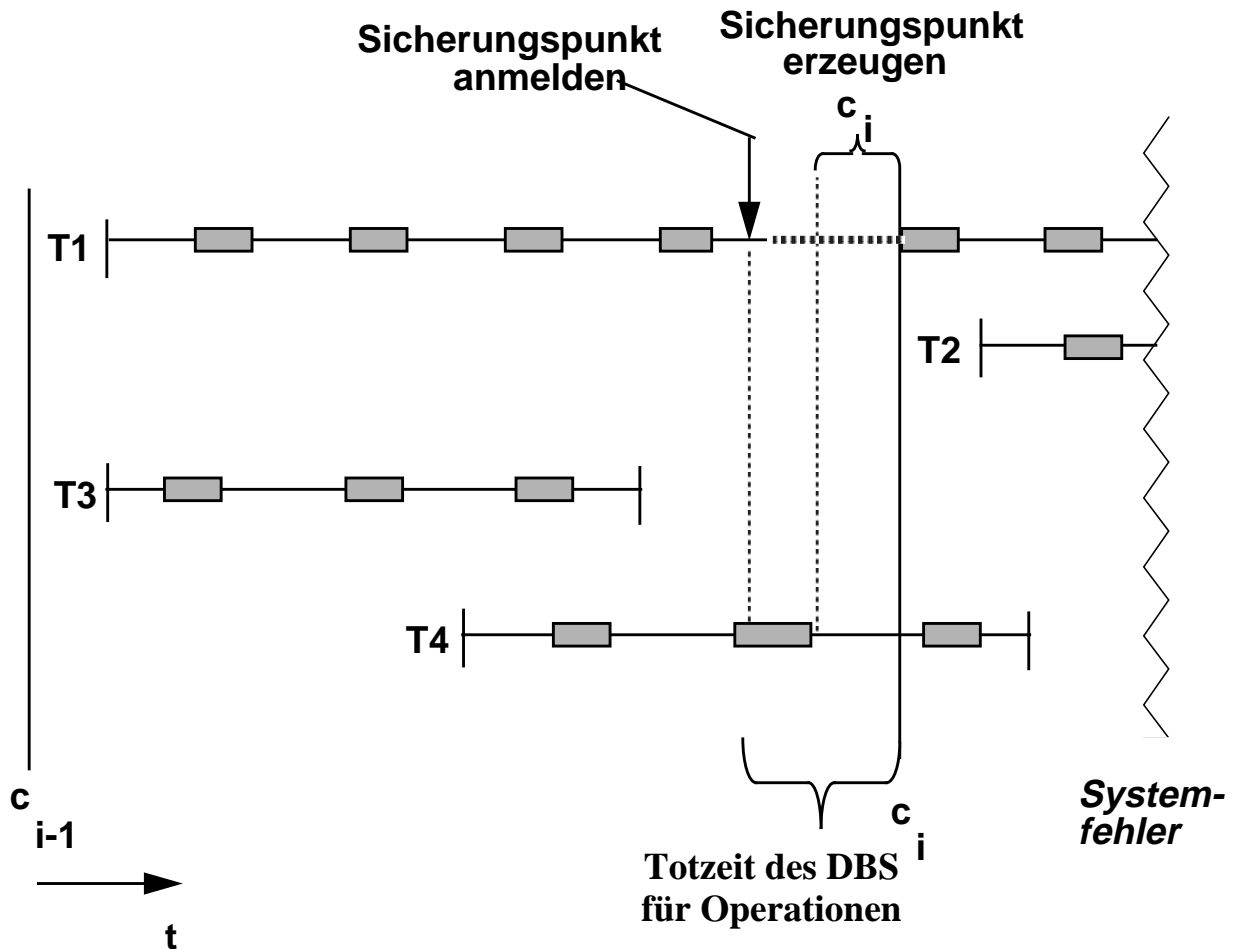 Sicherungspunkt
anmelden
Sicherungspunkt
erzeugen
c
i
T1
T2
T3
T4
c
i-1
c
i
System-
fehler
Totzeit des DBS
für Operationen
t